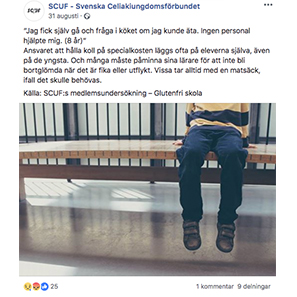 SCUF
SCUF - Svenska Celiakiungdomsförbundet
31 augusti ·
"Jag fick själv gå och fråga i köket om jag kunde äta. Ingen personal
hjälpte mig. (8 år)"
Ansvaret att hålla koll på specialkosten läggs ofta på eleverna själva, även
på de yngsta. Och många måste påminna sina lärare för att inte bli
bortglömda när det är fika eller utflykt. Vissa tar alltid med en matsäck,
ifall det skulle behövas.
Källa: SCUF:s medlemsundersökning – Glutenfri skola
25
1 kommentar 9 delningar